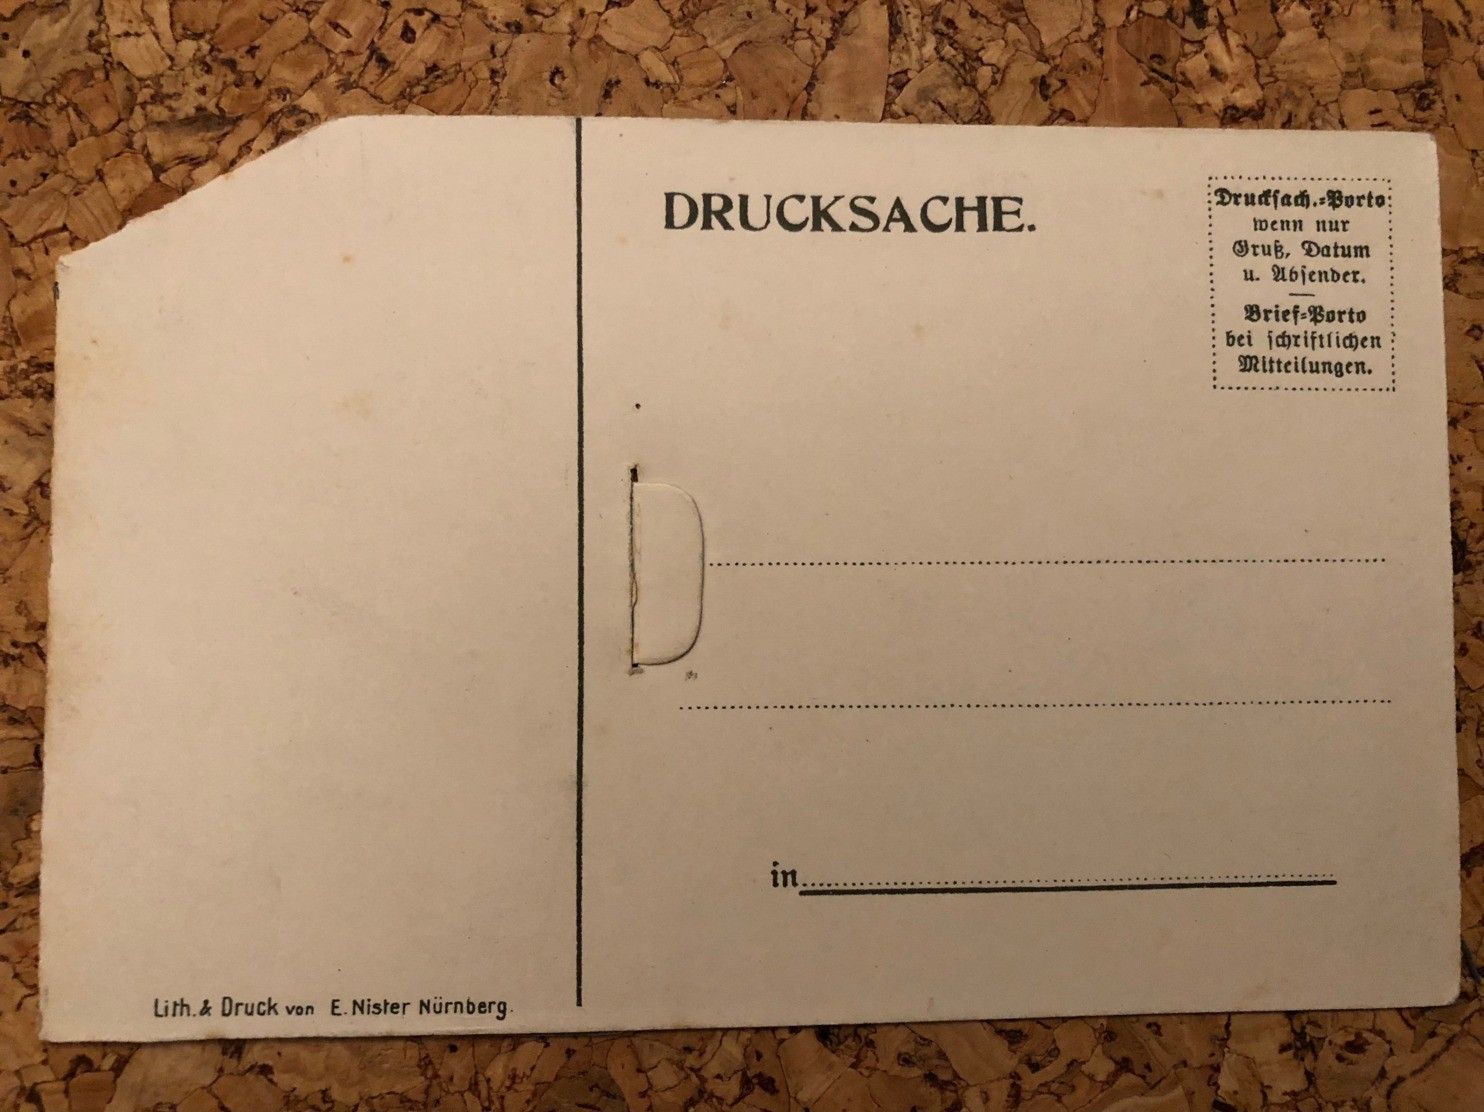 DRUCKSACHE.
Drucksach.-Porto
wenn nur
Gruß, Datum
u. Absender.
Brief-Porto
bei schriftlichen
Mitteilungen.
in
Lith. & Druck von E. Nister Nürnberg.